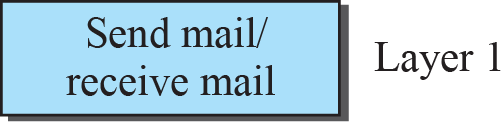 Send mail/
receive mail
Layer 1